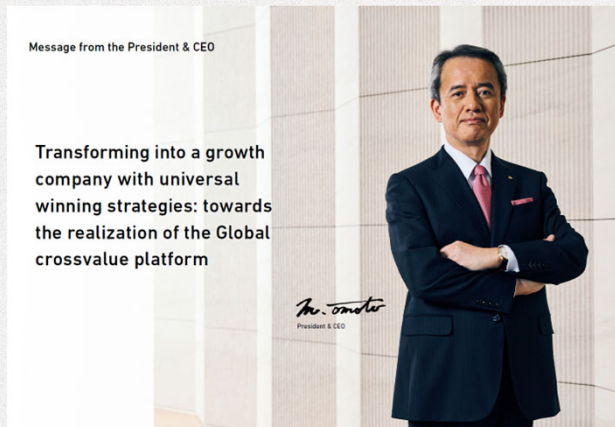 Message from the President & CEO
Transforming into a growth
company with universal
winning strategies: towards
the realization of the Global
crossvalue platform
President & CEO